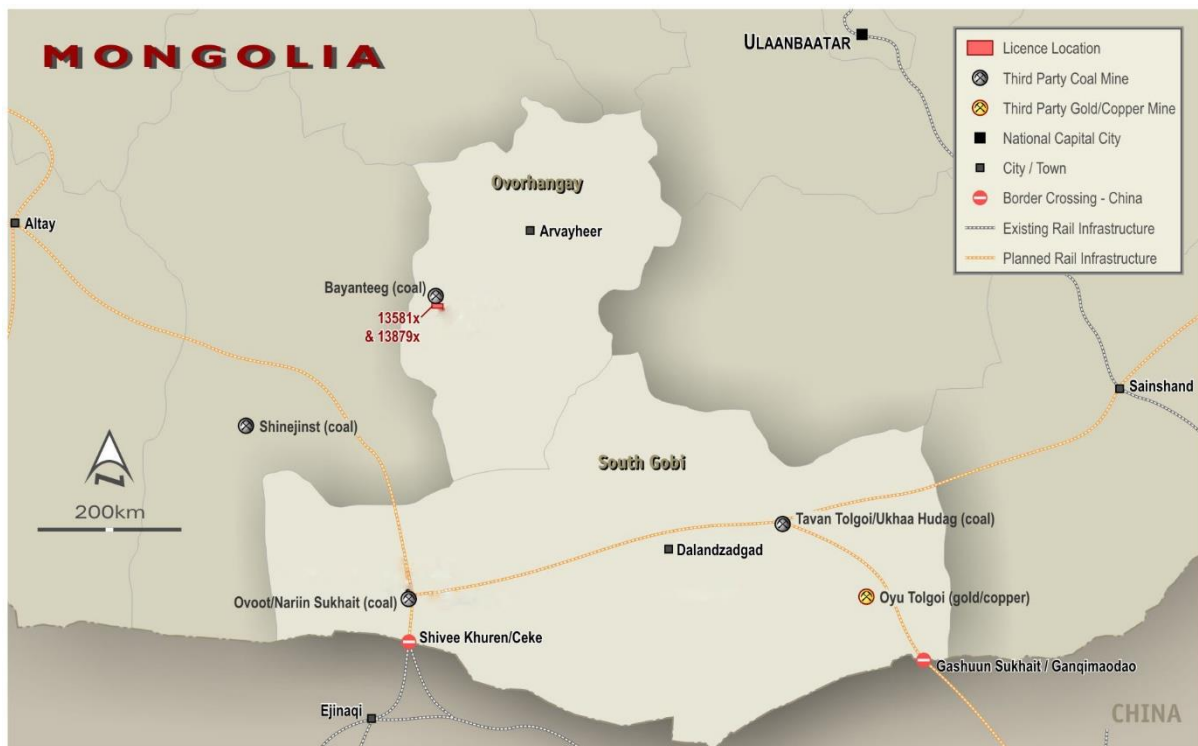 MONGOLIA
ULAANBAATAR
Licence Location
Third Party Coal Mine
Third Party Gold/Copper Mine
National Capital City
City / Town
Border Crossing - China
Existing Rail Infrastructure
Planned Rail Infrastructure
Ovorhangay
Altay
Arvayheer
Bayanteeg (coal)
13581x
& 13879x
Sainshand
Shinejinst (coal)
N
200km
South Gobi
Tavan Tolgoi/Ukhaa Hudag (coal)
Dalandzadgad
Ovoot/Nariin Sukhait (coal)
Oyu Tolgoi (gold/copper)
Shivee Khuren/Ceke
Gashuun Sukhait / Ganqimaodao
Ejinaqi
CHINA